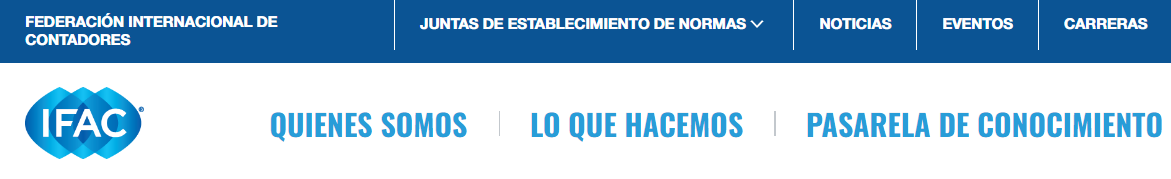 FEDERACIÓN INTERNACIONAL DE
CONTADORES
JUNTAS DE ESTABLECIMIENTO DE NORMAS
NOTICIAS
EVENTOS
CARRERAS
IFAC®
QUIENES SOMOS
LO QUE HACEMOS
PASARELA DE CONOCIMIENTO